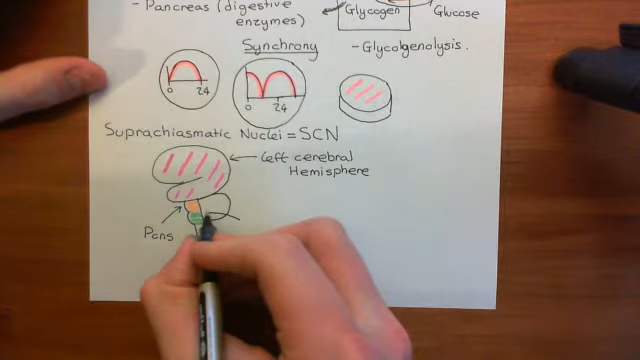 - Pancreas (digestive
enzymes)
Glycogen
Glucose
Synchrony
- Glycolgenolysis.
0 24
0 24
Suprachiasmatic Nuclei = SCN
Left cerebral
Hemisphere
Pons